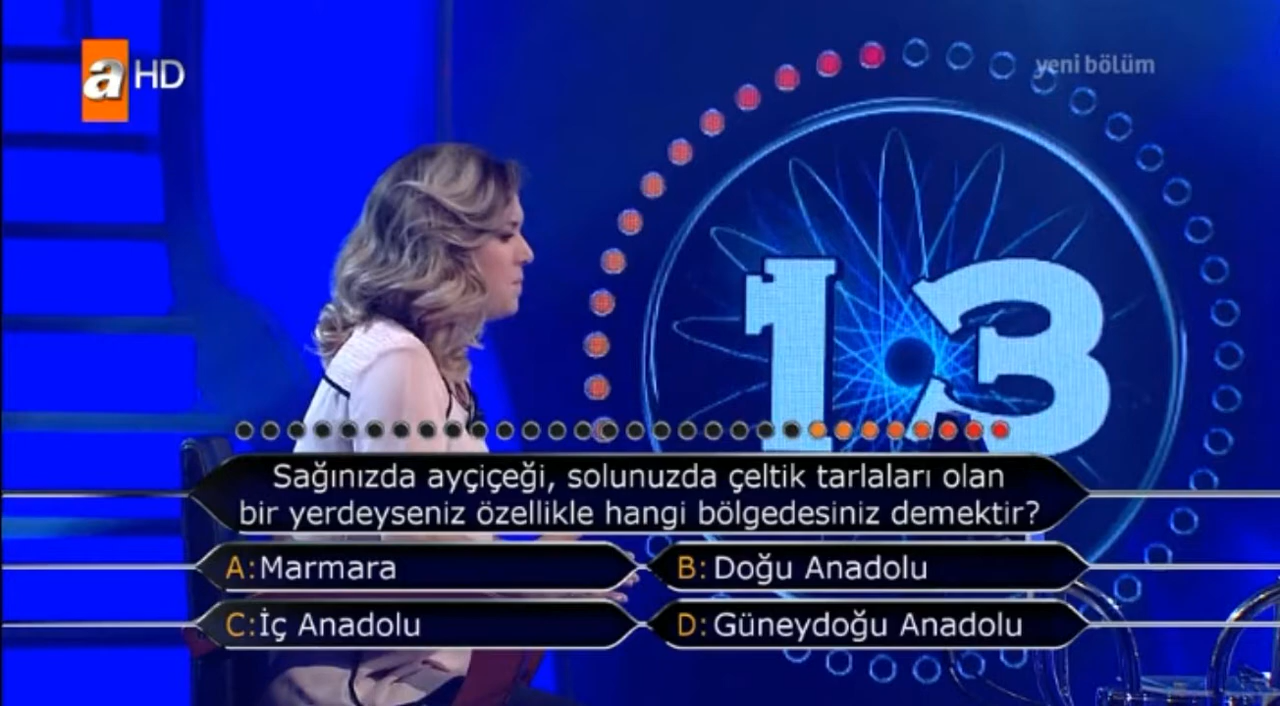 a HD
yeni bölüm
13
Sağınızda ayçiçeği, solunuzda çeltik tarlaları olan
bir yerdeyseniz özellikle hangi bölgedesiniz demektir?
A:Marmara
B:Doğu Anadolu
C:İç Anadolu
D:Güneydoğu Anadolu